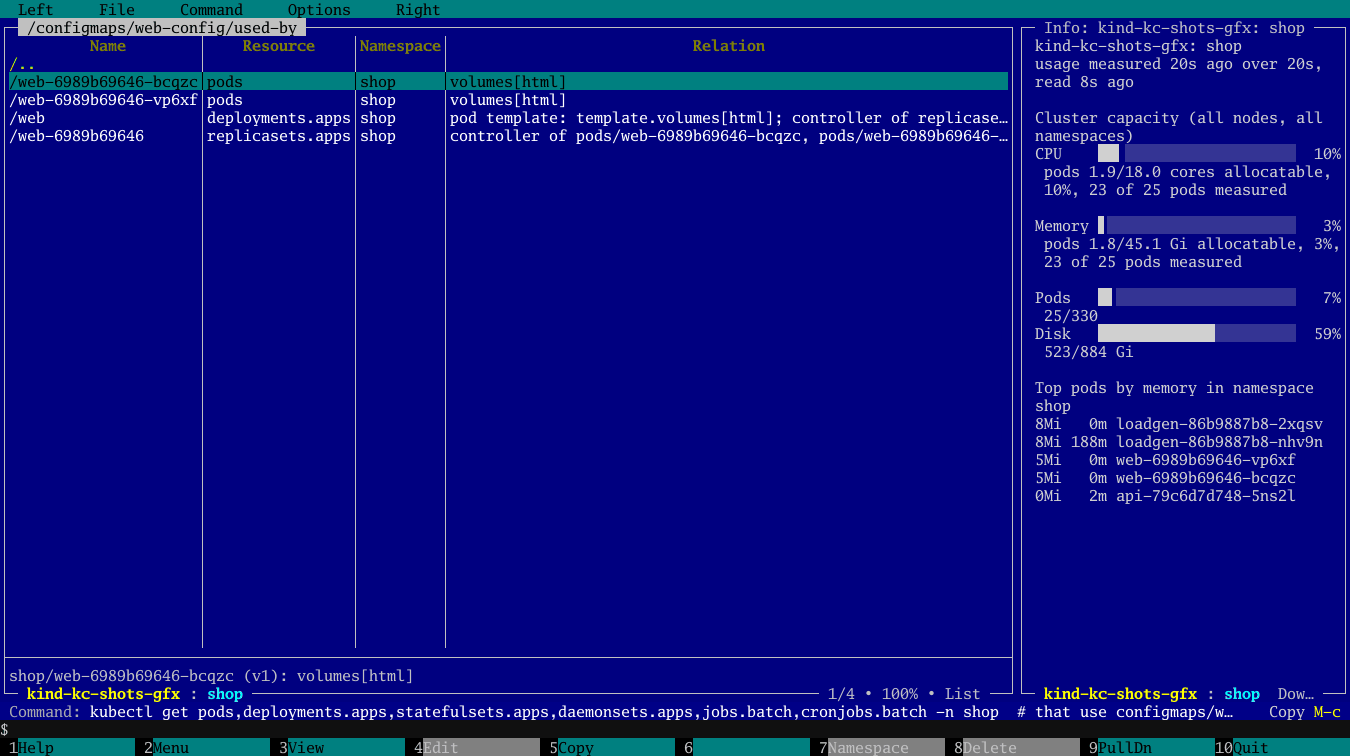 Left File Command Options Right
/configmaps/web-config/used-by
Name Resource Namespace Relation
/..
/web-6989b69646-bcqzc pods shop volumes[html]
/web-6989b69646-vp6xf pods shop volumes[html]
/web deployments.apps shop pod template: template.volumes[html]; controller of replicase…
/web-6989b69646 replicasets.apps shop controller of pods/web-6989b69646-bcqzc, pods/web-6989b69646-…
shop/web-6989b69646-bcqzc (v1): volumes[html]
kind-kc-shots-gfx : shop 1/4 • 100% • List
Info: kind-kc-shots-gfx: shop
kind-kc-shots-gfx: shop
usage measured 20s ago over 20s,
read 8s ago
Cluster capacity (all nodes, all
namespaces)
CPU 10%
pods 1.9/18.0 cores allocatable,
10%, 23 of 25 pods measured
Memory 3%
pods 1.8/45.1 Gi allocatable, 3%,
23 of 25 pods measured
Pods 7%
25/330
Disk 59%
523/884 Gi
Top pods by memory in namespace
shop
8Mi 0m loadgen-86b9887b8-2xqsv
8Mi 188m loadgen-86b9887b8-nhv9n
5Mi 0m web-6989b69646-vp6xf
5Mi 0m web-6989b69646-bcqzc
0Mi 2m api-79c6d7d748-5ns2l
kind-kc-shots-gfx : shop Dow…
Command: kubectl get pods,deployments.apps,statefulsets.apps,daemonsets.apps,jobs.batch,cronjobs.batch -n shop # that use configmaps/w… Copy M-c
$
1Help 2Menu 3View 4Edit 5Copy 6 7Namespace 8Delete 9PullDn 10Quit